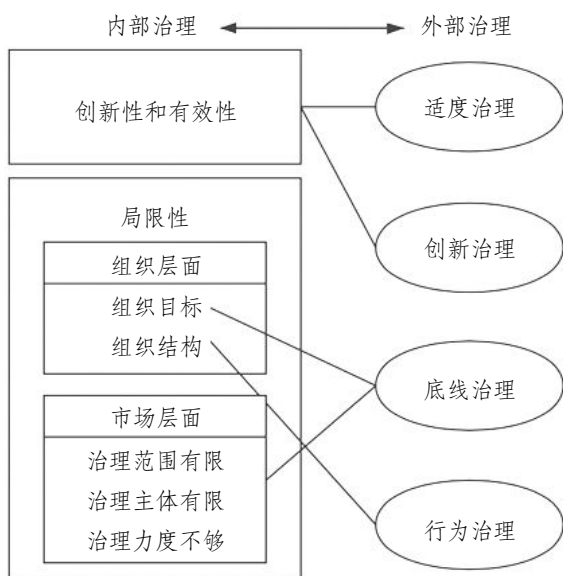 内部治理
外部治理
创新性和有效性
适度治理
局限性
创新治理
组织层面
组织目标
组织结构
底线治理
市场层面
治理范围有限
治理主体有限
治理力度不够
行为治理